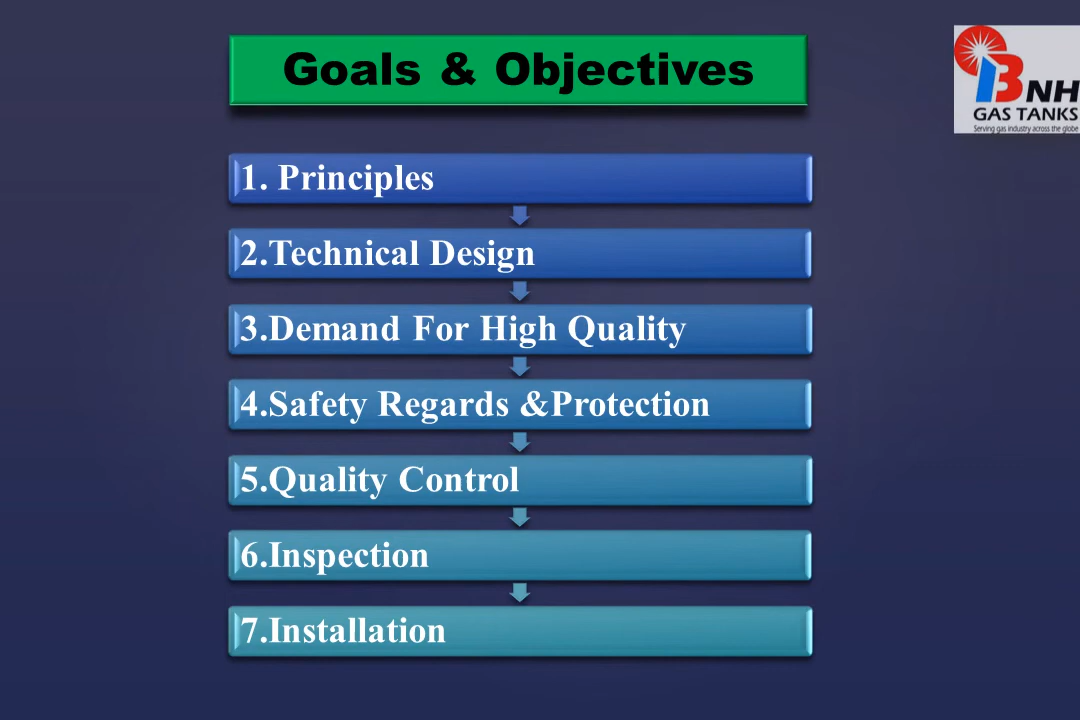 Goals & Objectives
BNH
GAS TANKS
Serving gas industry across the globe
1. Principles
2.Technical Design
3.Demand For High Quality
4.Safety Regards &Protection
5.Quality Control
6.Inspection
7.Installation